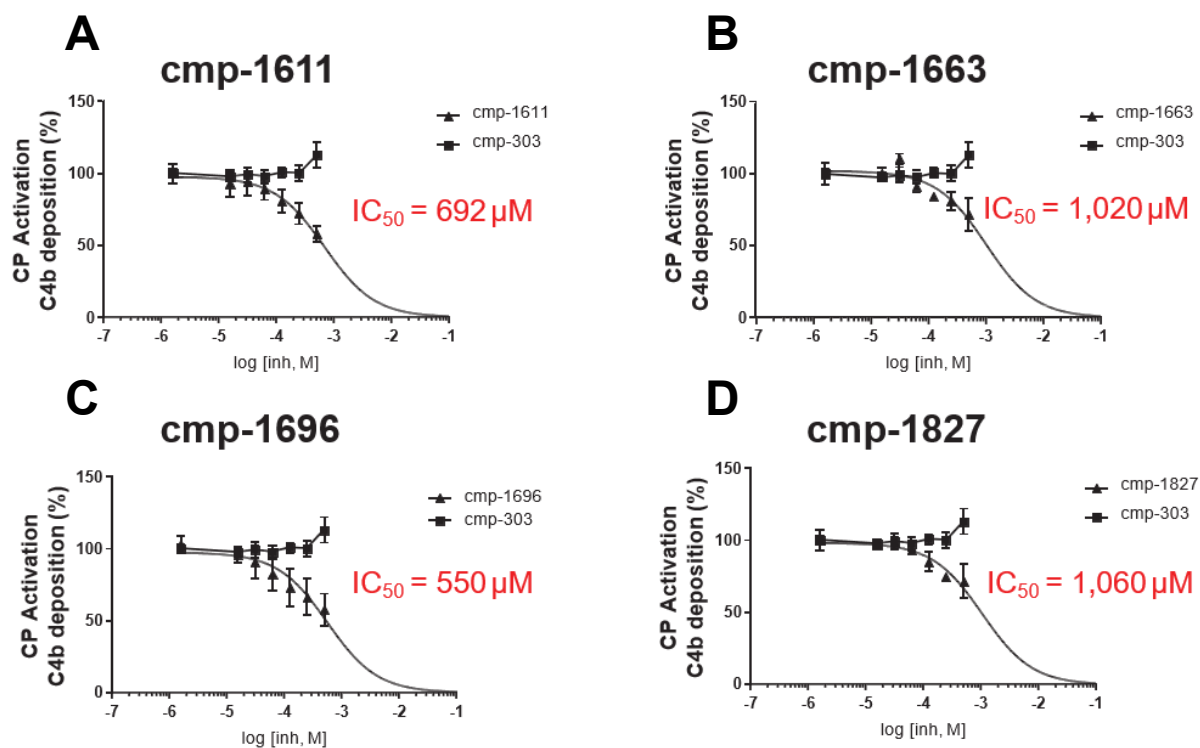 A
cmp-1611
150
100
50
0
CP Activation
C4b deposition (%)
cmp-1611
cmp-303
IC50 = 692 µM
-7 -6 -5 -4 -3 -2 -1
log [inh, M]
B
cmp-1663
150
100
50
0
CP Activation
C4b deposition (%)
cmp-1663
cmp-303
IC50 = 1,020 µM
-7 -6 -5 -4 -3 -2 -1
log [inh, M]
C
cmp-1696
150
100
50
0
CP Activation
C4b deposition (%)
cmp-1696
cmp-303
IC50 = 550 µM
-7 -6 -5 -4 -3 -2 -1
log [inh, M]
D
cmp-1827
150
100
50
0
CP Activation
C4b deposition (%)
cmp-1827
cmp-303
IC50 = 1,060 µM
-7 -6 -5 -4 -3 -2 -1
log [inh, M]